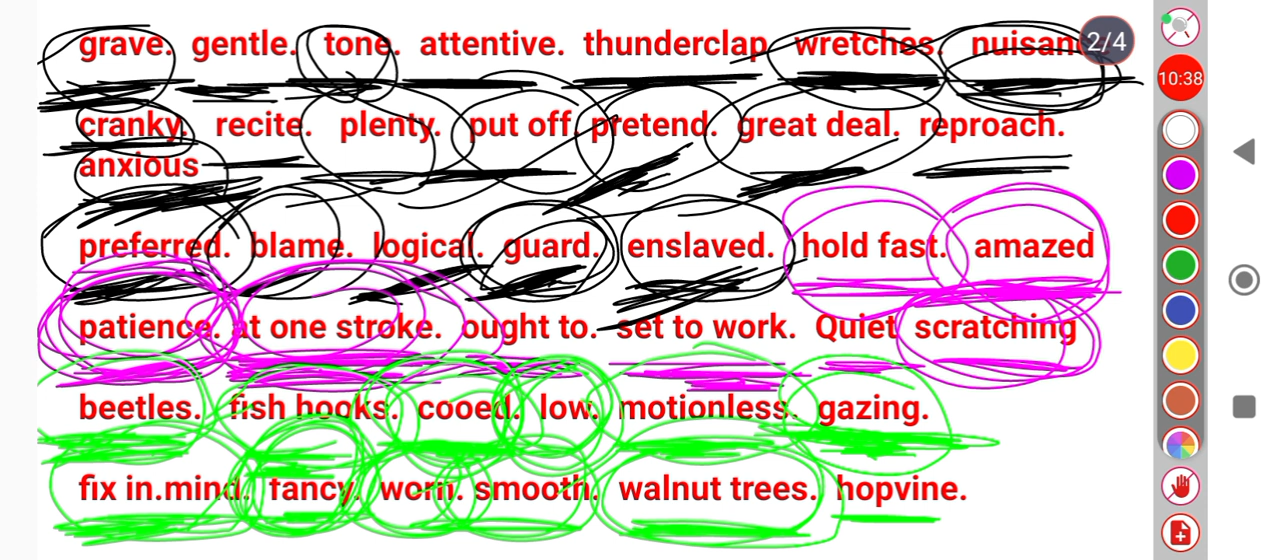 grave. gentle. tone. attentive. thunderclap. wretches. 2/4
cranky. recite. plenty. put off. pretend. great deal. reproach. 10:38
anxious
preferred. blame. logical. guard. enslaved. hold fast. amazed
patience. at one stroke. ought to. set to work. Quiet scratching
beetles. fish hooks. cooed. low. motionless. gazing.
fix in.mind. fancy. worn. smooth. walnut trees. hopvine.